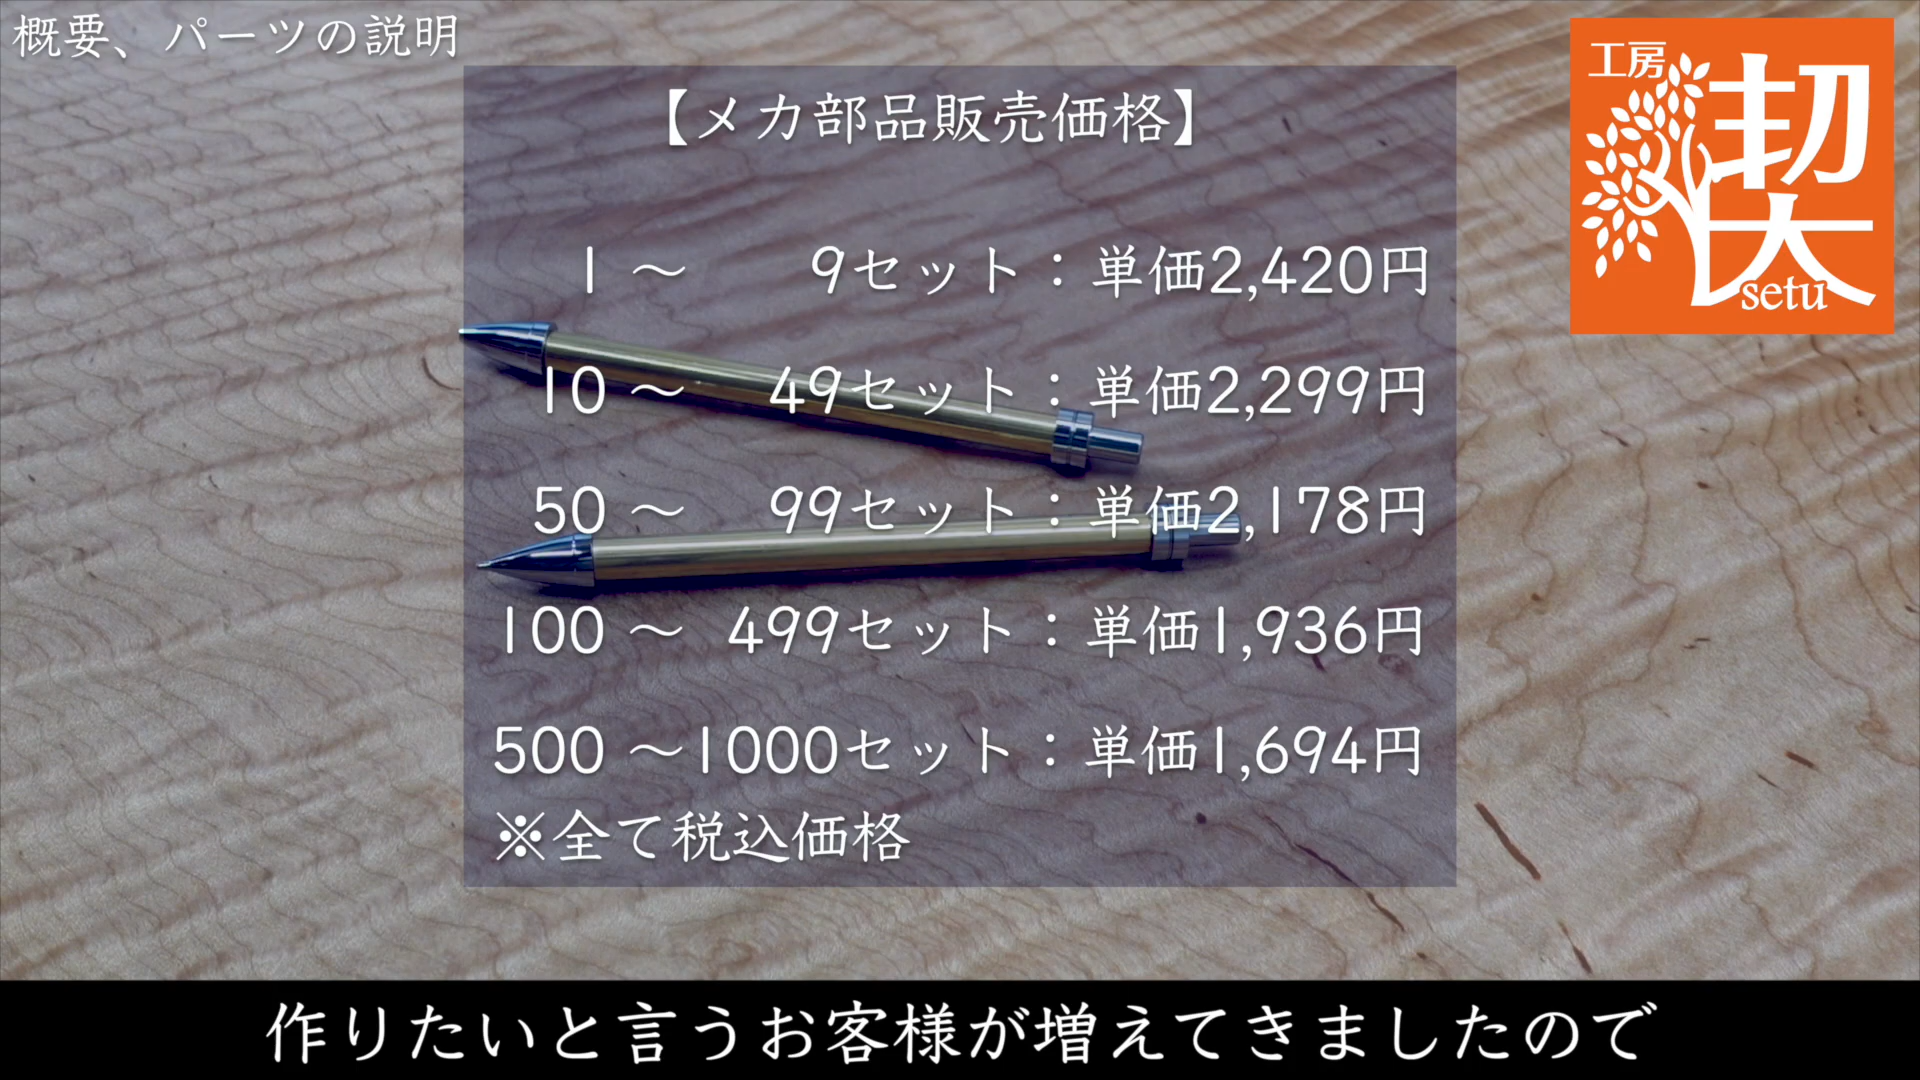 概要、パーツの説明
工房
契
setu
【メカ部品販売価格】
1 ～ 9セット：単価2,420円
10 ～ 49セット：単価2,299円
50 ～ 99セット：単価2,178円
100 ～ 499セット：単価1,936円
500 ～1000セット：単価1,694円
※全て税込価格
作りたいと言うお客様が増えてきましたので